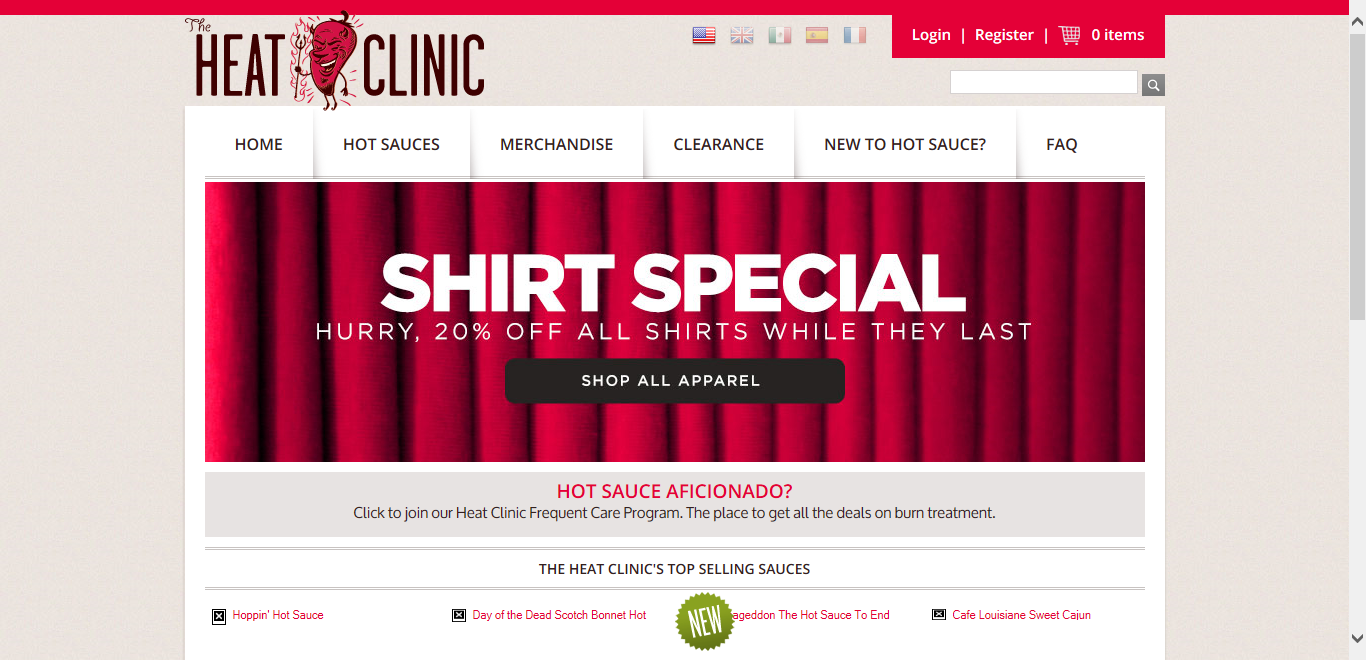 The
HEAT CLINIC
Login | Register | 0 items
HOME HOT SAUCES MERCHANDISE CLEARANCE NEW TO HOT SAUCE? FAQ
SHIRT SPECIAL
HURRY, 20% OFF ALL SHIRTS WHILE THEY LAST
SHOP ALL APPAREL
HOT SAUCE AFICIONADO?
Click to join our Heat Clinic Frequent Care Program. The place to get all the deals on burn treatment.
THE HEAT CLINIC'S TOP SELLING SAUCES
Hoppin' Hot Sauce Day of the Dead Scotch Bonnet Hot NEW ageddon The Hot Sauce To End Cafe Louisiane Sweet Cajun